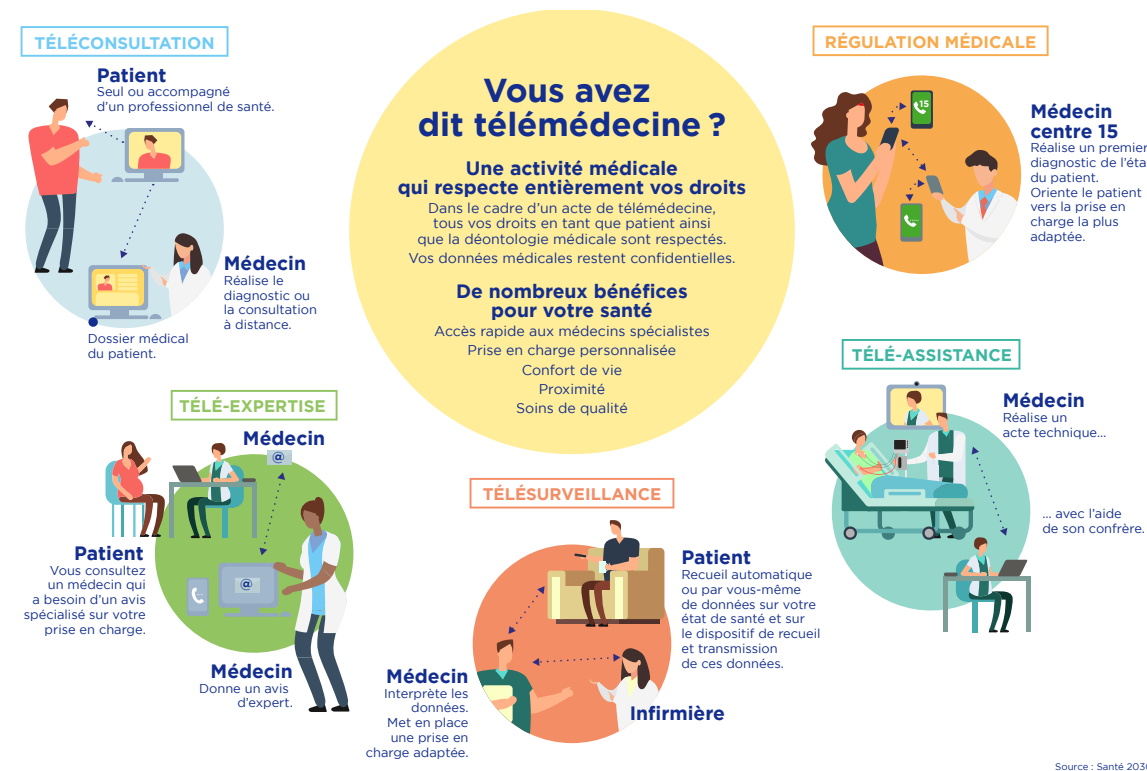 TÉLÉCONSULTATION
Patient
Seul ou accompagné
d'un professionnel de santé.
Médecin
Réalise le
diagnostic ou
la consultation
à distance.
Dossier médical
du patient.
Vous avez
dit télémédecine ?
Une activité médicale
qui respecte entièrement vos droits
Dans le cadre d'un acte de télémédecine,
tous vos droits en tant que patient ainsi
que la déontologie médicale sont respectés.
Vos données médicales restent confidentielles.
De nombreux bénéfices
pour votre santé
Accès rapide aux médecins spécialistes
Prise en charge personnalisée
Confort de vie
Proximité
Soins de qualité
RÉGULATION MÉDICALE
15
Médecin
centre 15
Réalise un premier
diagnostic de l'éta
du patient.
Oriente le patient
vers la prise en
charge la plus
adaptée.
TÉLÉ-EXPERTISE
Médecin
@
@
Patient
Vous consultez
un médecin qui
a besoin d'un avis
spécialisé sur votre
prise en charge.
Médecin
Donne un avis
d'expert.
TÉLÉSURVEILLANCE
Patient
Recueil automatique
ou par vous-même
de données sur votre
état de santé et sur
le dispositif de recueil
et transmission
de ces données.
Médecin
Interprète les
données.
Met en place
une prise en
charge adaptée.
Infirmière
TÉLÉ-ASSISTANCE
Médecin
Réalise un
acte technique...
... avec l'aide
de son confrère.
Source : Santé 2030